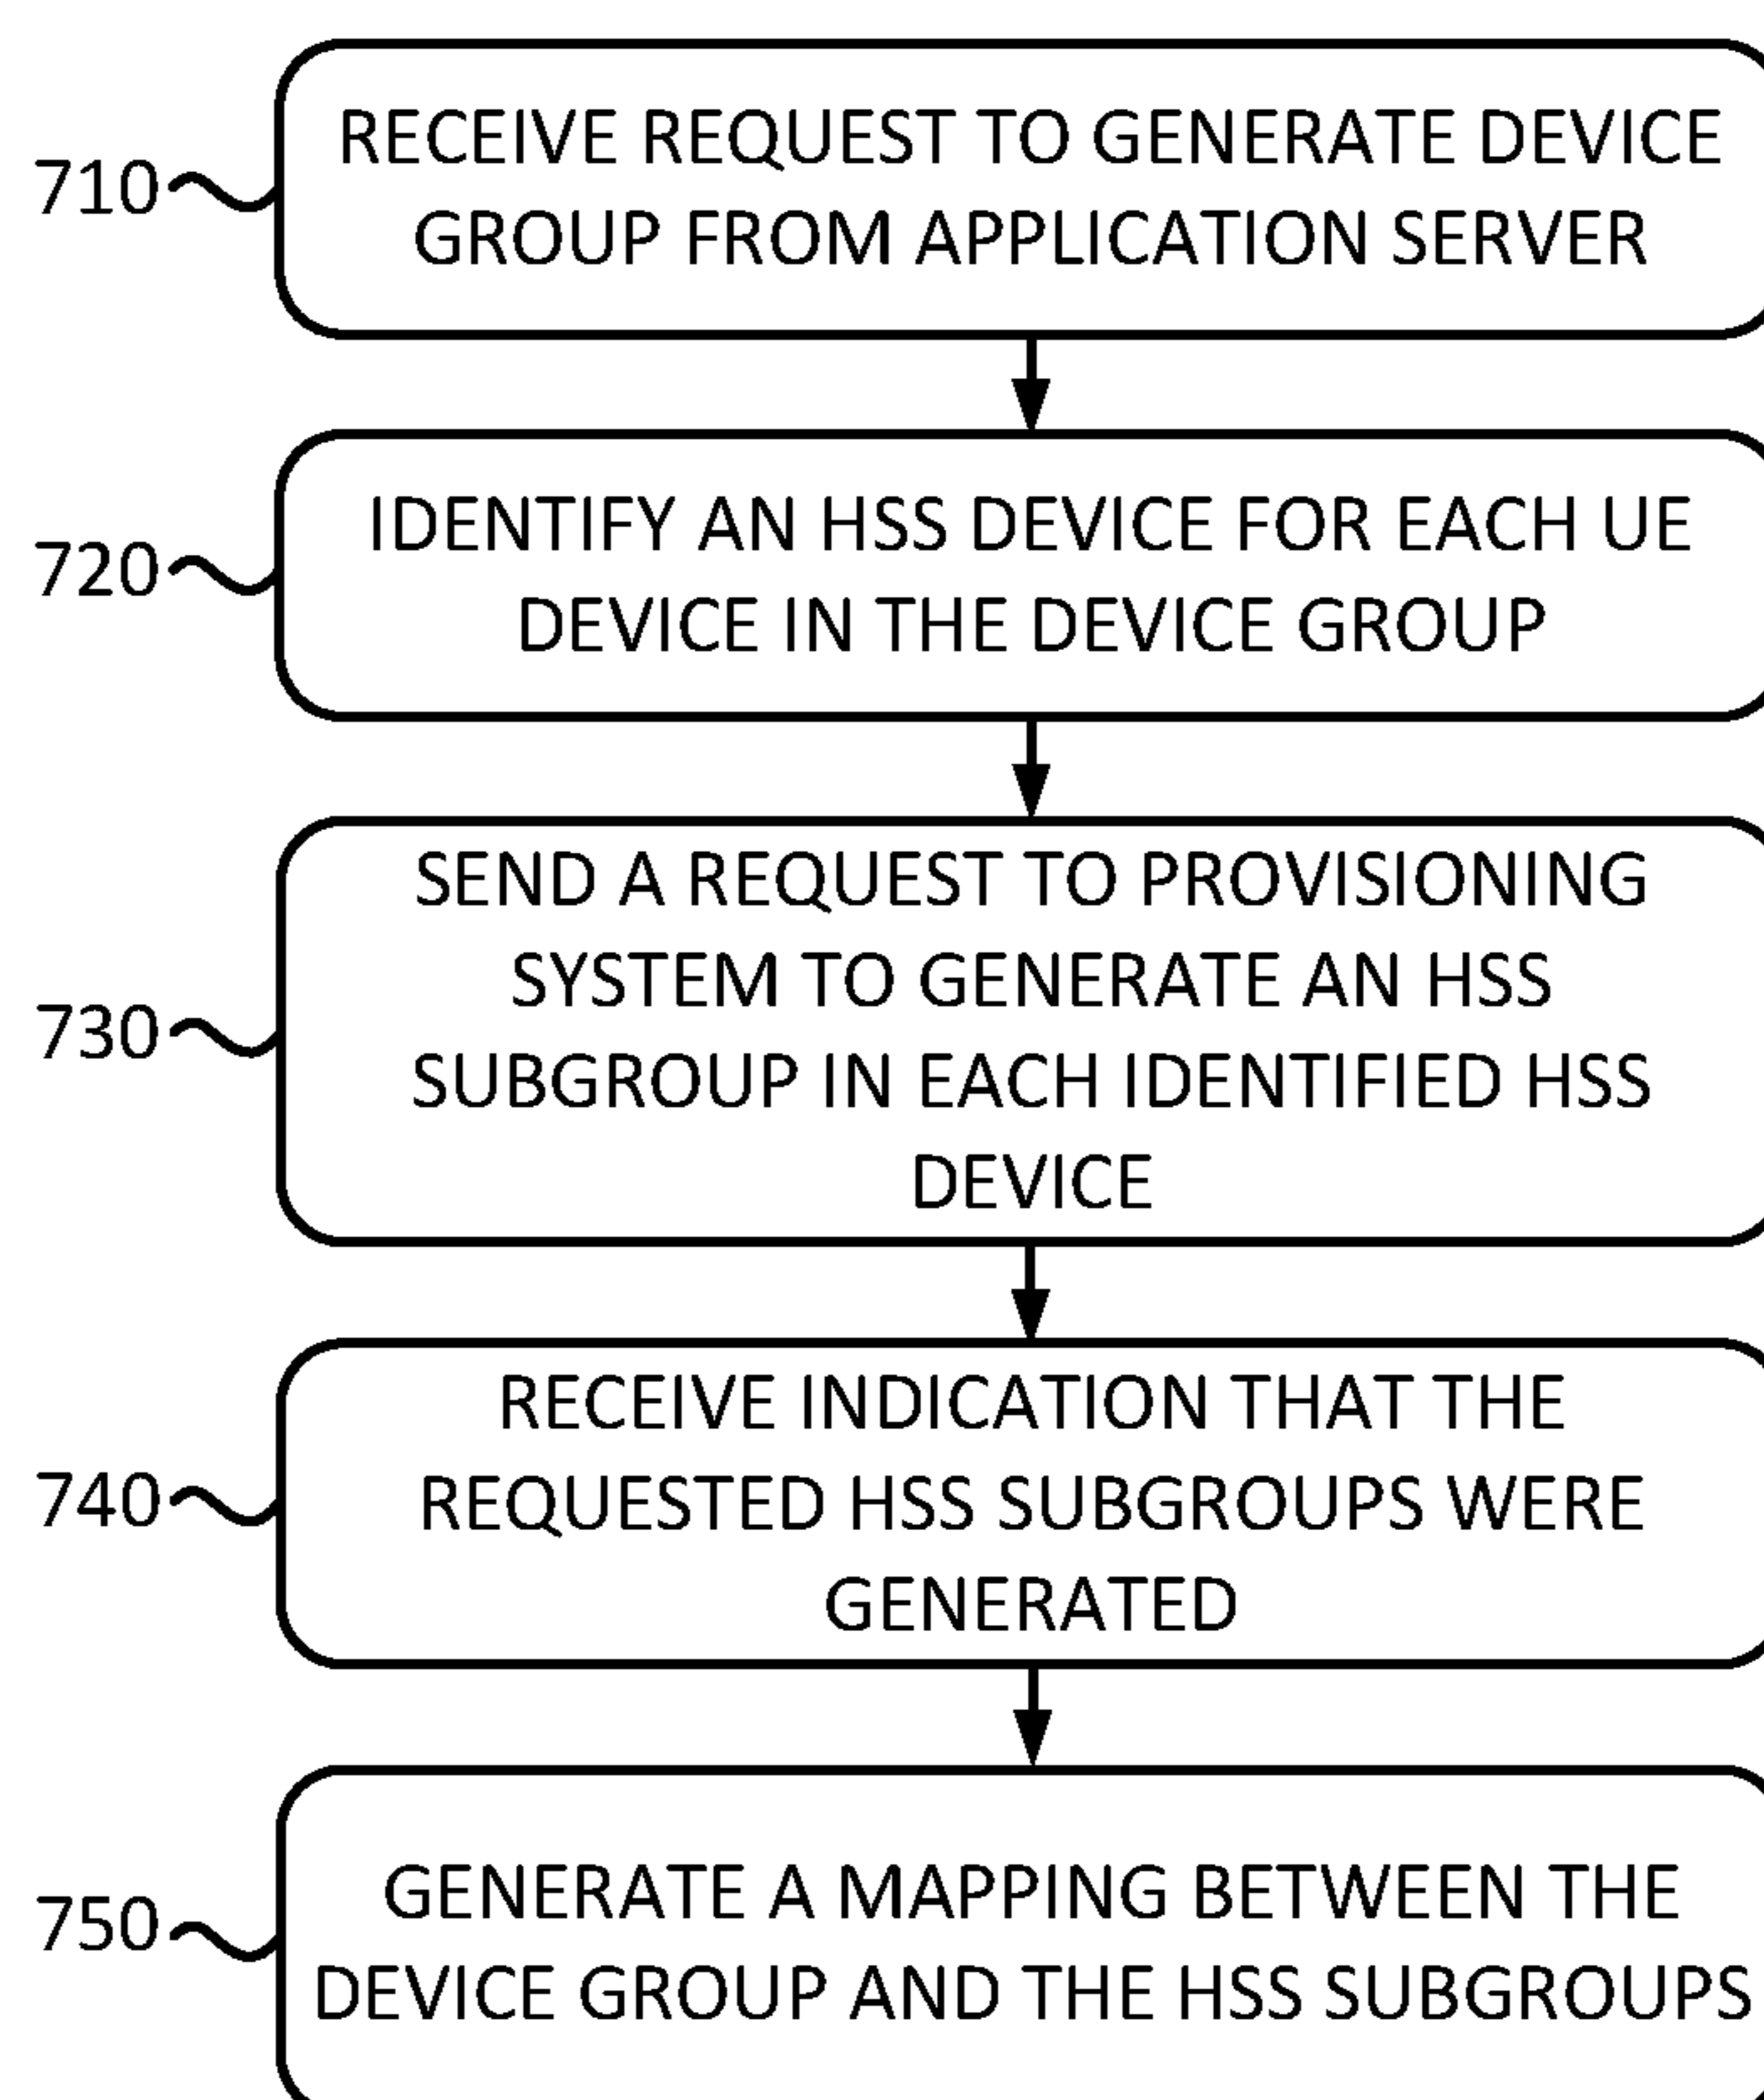 710
RECEIVE REQUEST TO GENERATE DEVICE
GROUP FROM APPLICATION SERVER
720
IDENTIFY AN HSS DEVICE FOR EACH UE
DEVICE IN THE DEVICE GROUP
730
SEND A REQUEST TO PROVISIONING
SYSTEM TO GENERATE AN HSS
SUBGROUP IN EACH IDENTIFIED HSS
DEVICE
740
RECEIVE INDICATION THAT THE
REQUESTED HSS SUBGROUPS WERE
GENERATED
750
GENERATE A MAPPING BETWEEN THE
DEVICE GROUP AND THE HSS SUBGROUPS